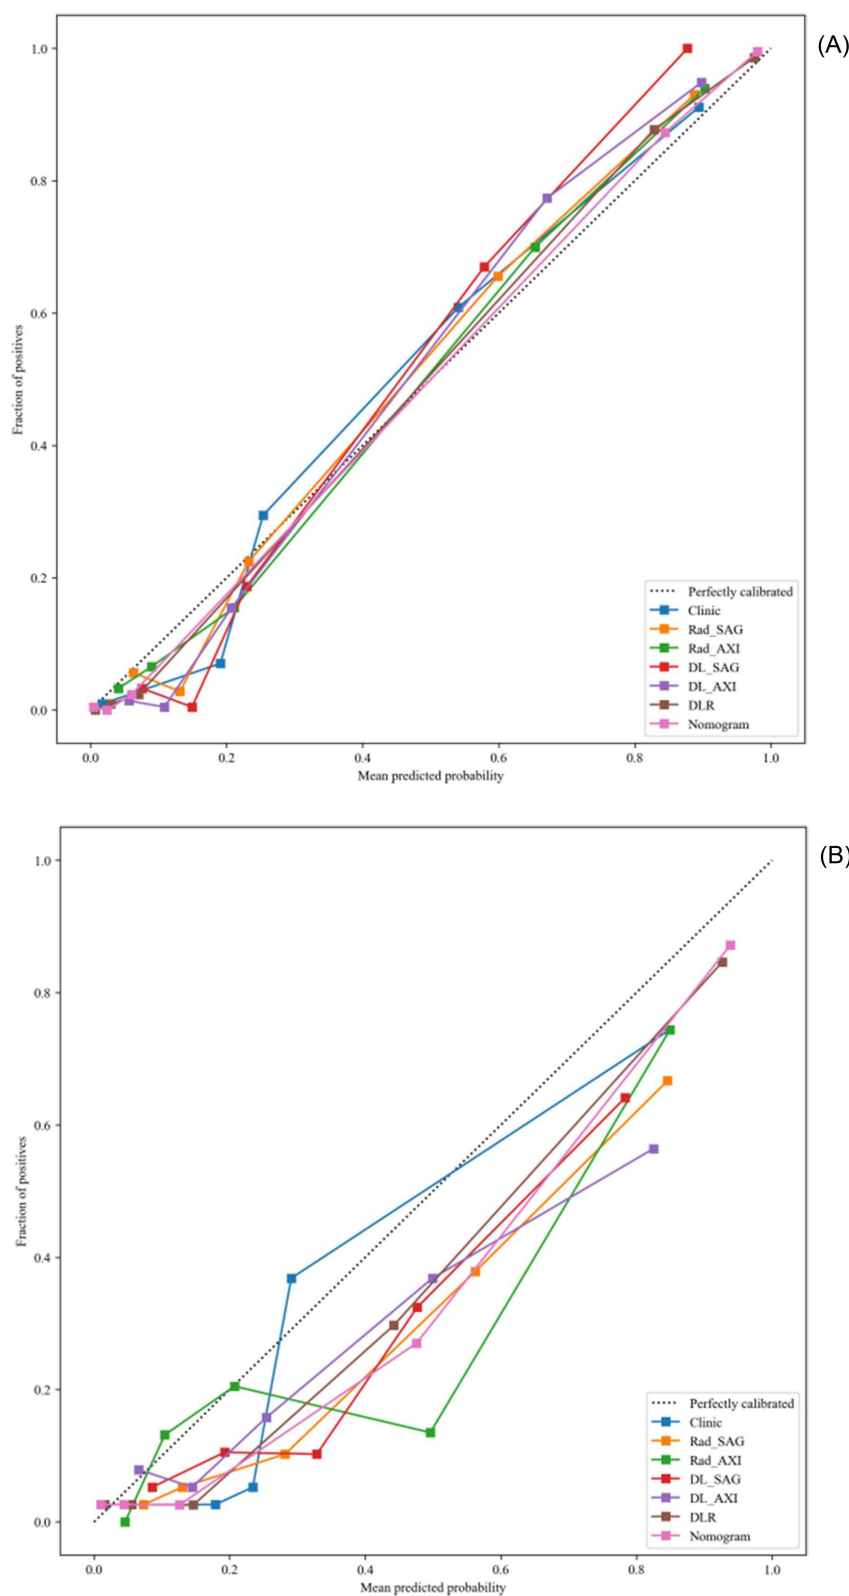 (A)
1.0
0.8
0.6
0.4
0.2
0.0
Fraction of positives
Perfectly calibrated
Clinic
Rad_SAG
Rad_AXI
DL_SAG
DL_AXI
DLR
Nomogram
0.0 0.2 0.4 0.6 0.8 1.0
Mean predicted probability
(B)
1.0
0.8
0.6
0.4
0.2
0.0
Fraction of positives
Perfectly calibrated
Clinic
Rad_SAG
Rad_AXI
DL_SAG
DL_AXI
DLR
Nomogram
0.0 0.2 0.4 0.6 0.8 1.0
Mean predicted probability